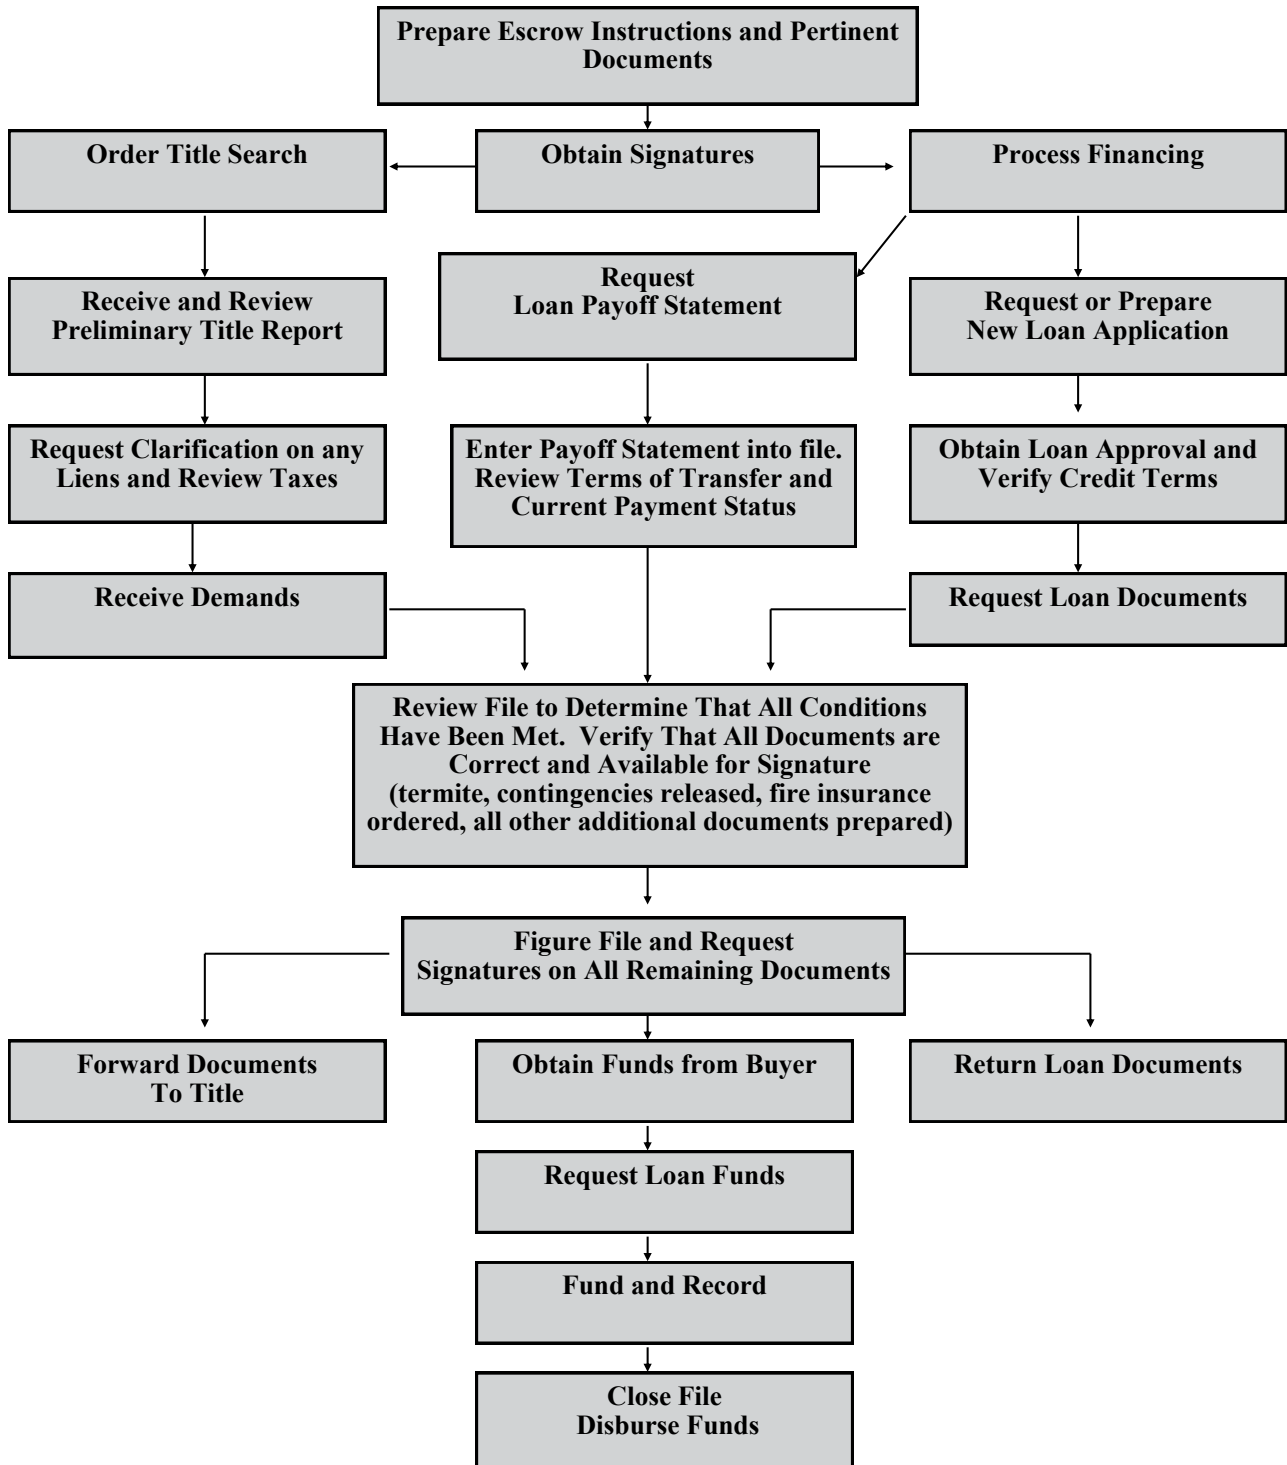 Prepare Escrow Instructions and Pertinent
Documents
Order Title Search
Obtain Signatures
Process Financing
Request
Loan Payoff Statement
Receive and Review
Preliminary Title Report
Request or Prepare
New Loan Application
Request Clarification on any
Liens and Review Taxes
Enter Payoff Statement into file.
Review Terms of Transfer and
Current Payment Status
Obtain Loan Approval and
Verify Credit Terms
Receive Demands
Request Loan Documents
Review File to Determine That All Conditions
Have Been Met.  Verify That All Documents are
Correct and Available for Signature
(termite, contingencies released, fire insurance
ordered, all other additional documents prepared)
Figure File and Request
Signatures on All Remaining Documents
Forward Documents
To Title
Obtain Funds from Buyer
Return Loan Documents
Request Loan Funds
Fund and Record
Close File
Disburse Funds